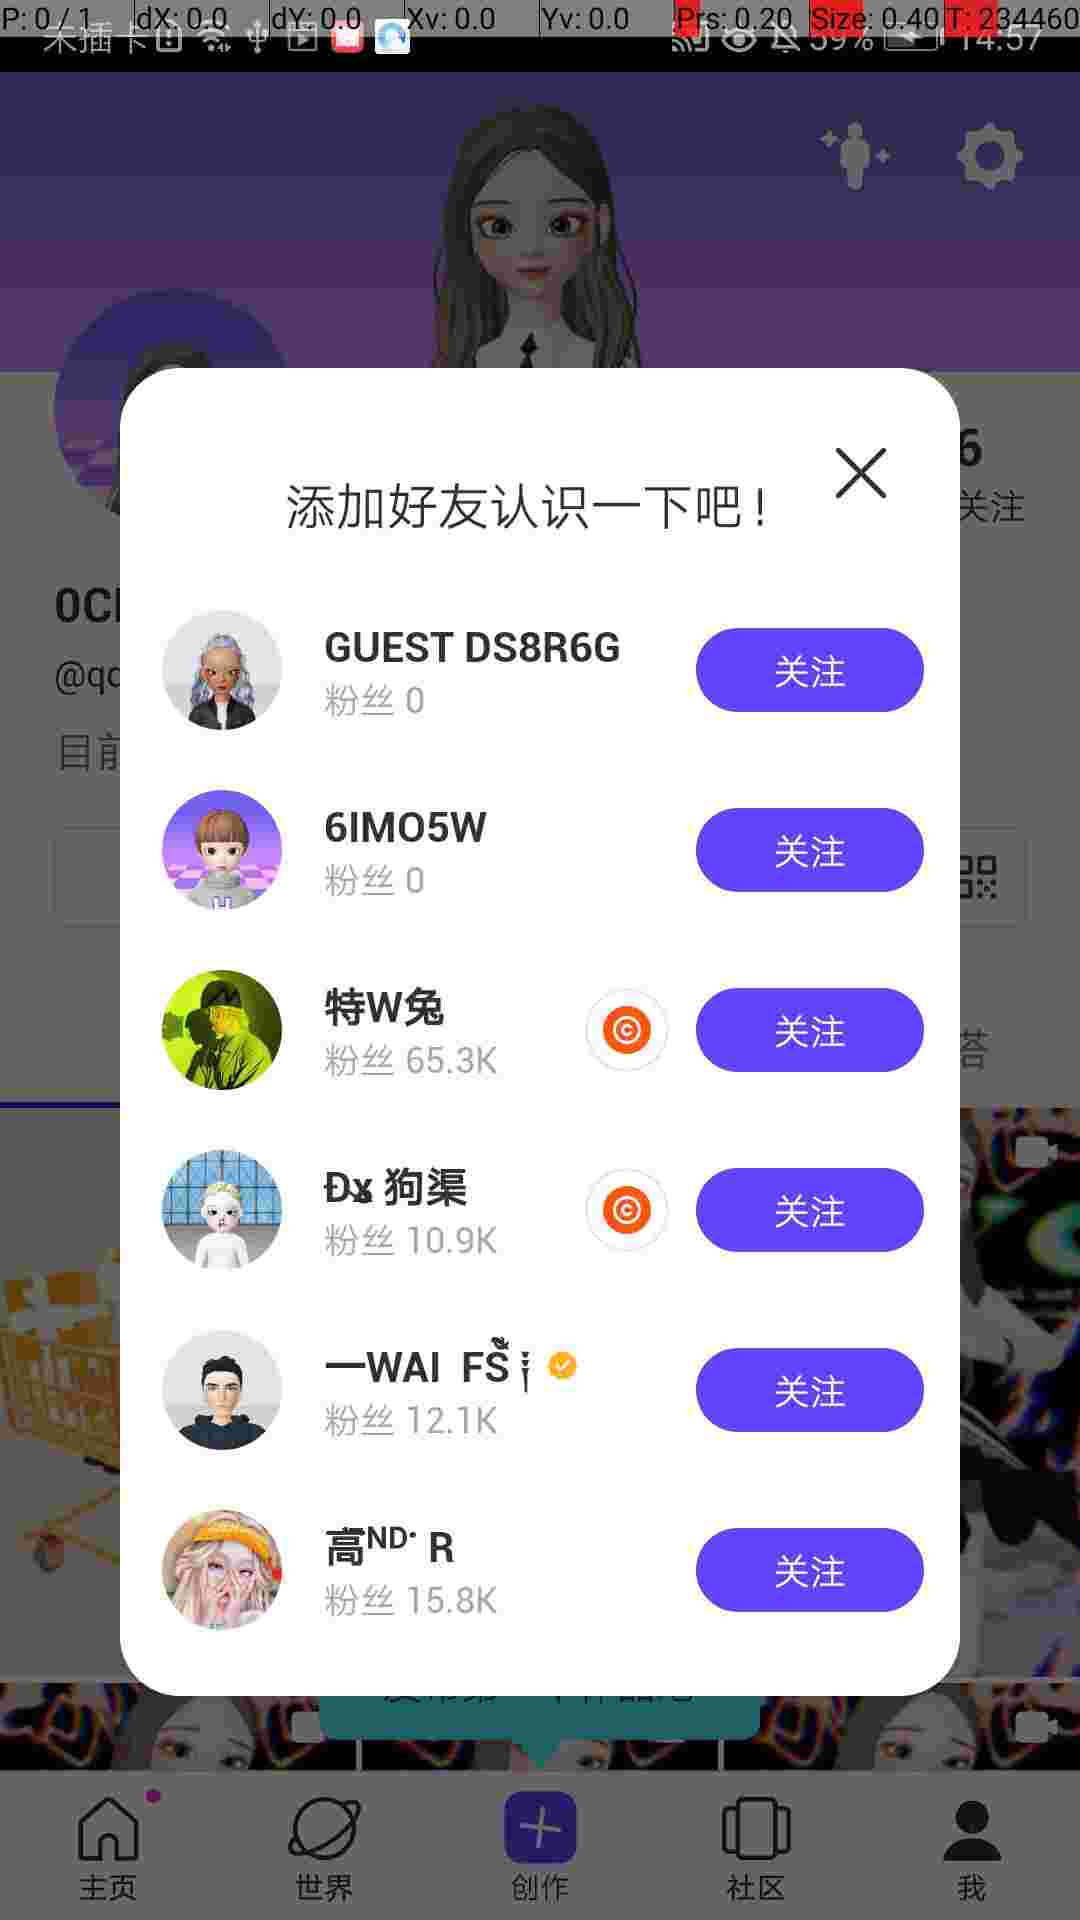 P: 0 / 1 dX: 0.0 dY: 0.0 Xv: 0.0 Yv: 0.0 Prs: 0.20 Size: 0.40 T: 234460
未插卡 59% 14:57
6
关注
添加好友认识一下吧！
@qc
目前
GUEST DS8R6G
粉丝 0
关注
6IMO5W
粉丝 0
关注
特W兔
粉丝 65.3K
关注
狗渠
粉丝 10.9K
关注
一WAI
粉丝 12.1K
关注
高ᴺᴰ· R
粉丝 15.8K
关注
答
主页 世界 创作 社区 我